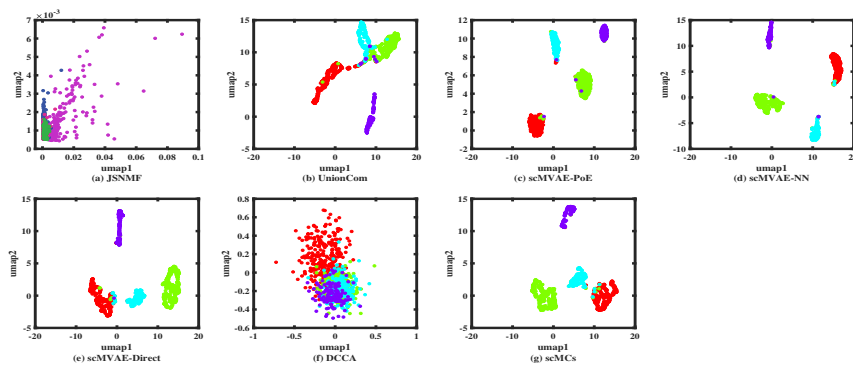 7 ×10⁻³
6
5
4
3
2
1
0
umap2
0 0.02 0.04 0.06 0.08 0.1
umap1
(a) JSNMF
15
10
5
0
-5
umap2
-20 -10 0 10 20
umap1
(b) UnionCom
12
10
8
6
4
2
0
-2
umap2
-20 -10 0 10 20
umap1
(c) scMVAE-PoE
15
10
5
0
-5
-10
umap2
-20 -10 0 10 20
umap1
(d) scMVAE-NN
15
10
5
0
-5
umap2
-20 -10 0 10 20
umap1
(e) scMVAE-Direct
0.8
0.6
0.4
0.2
0
-0.2
-0.4
-0.6
umap2
-1 -0.5 0 0.5 1
umap1
(f) DCCA
15
10
5
0
-5
umap2
-20 -10 0 10 20
umap1
(g) scMCs